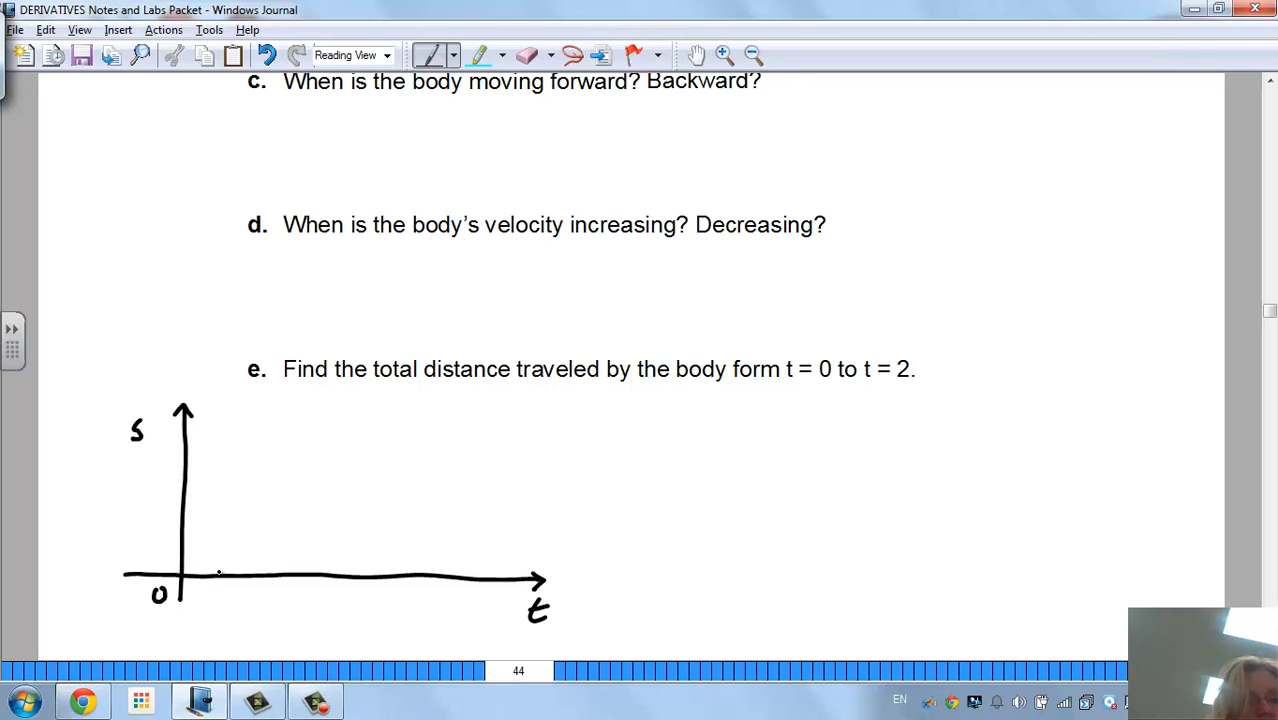 DERIVATIVES Notes and Labs Packet - Windows Journal
File Edit View Insert Actions Tools Help
Reading View
c. When is the body moving forward? Backward?
d. When is the body’s velocity increasing? Decreasing?
e. Find the total distance traveled by the body form t = 0 to t = 2.
s
0
t
44
EN